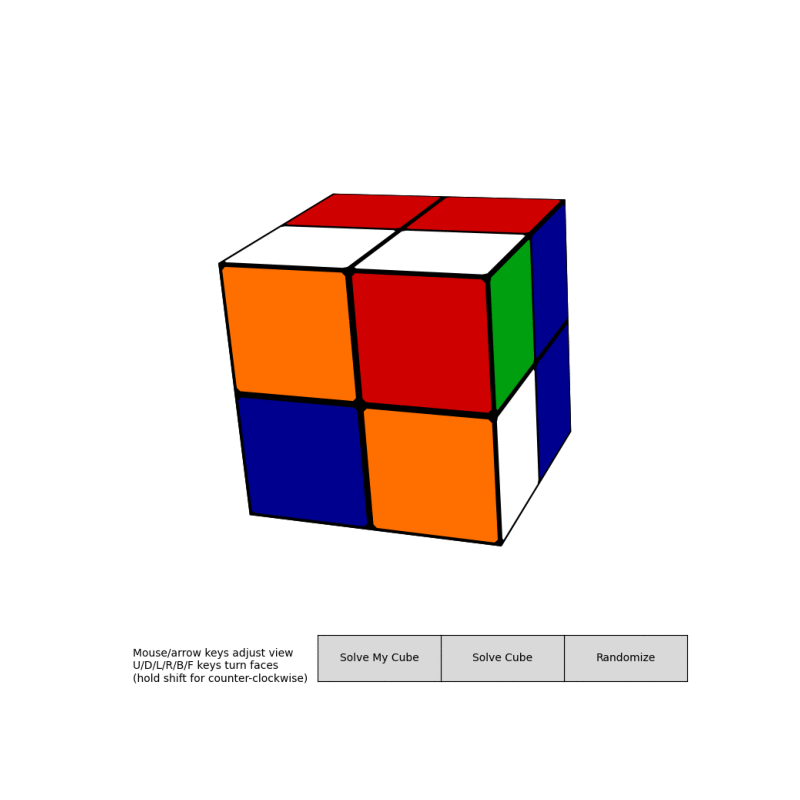 Mouse/arrow keys adjust view
U/D/L/R/B/F keys turn faces
(hold shift for counter-clockwise)
Solve My Cube
Solve Cube
Randomize